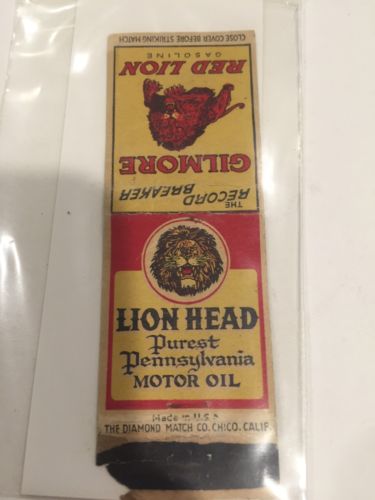 CLOSE COVER BEFORE STRIKING MATCH
THE
RECORD
BREAKER
GILMORE
RED LION
GASOLINE
LION HEAD
Purest
Pennsylvania
MOTOR OIL
Made in U.S.A.
THE DIAMOND MATCH CO. CHICO. CALIF.